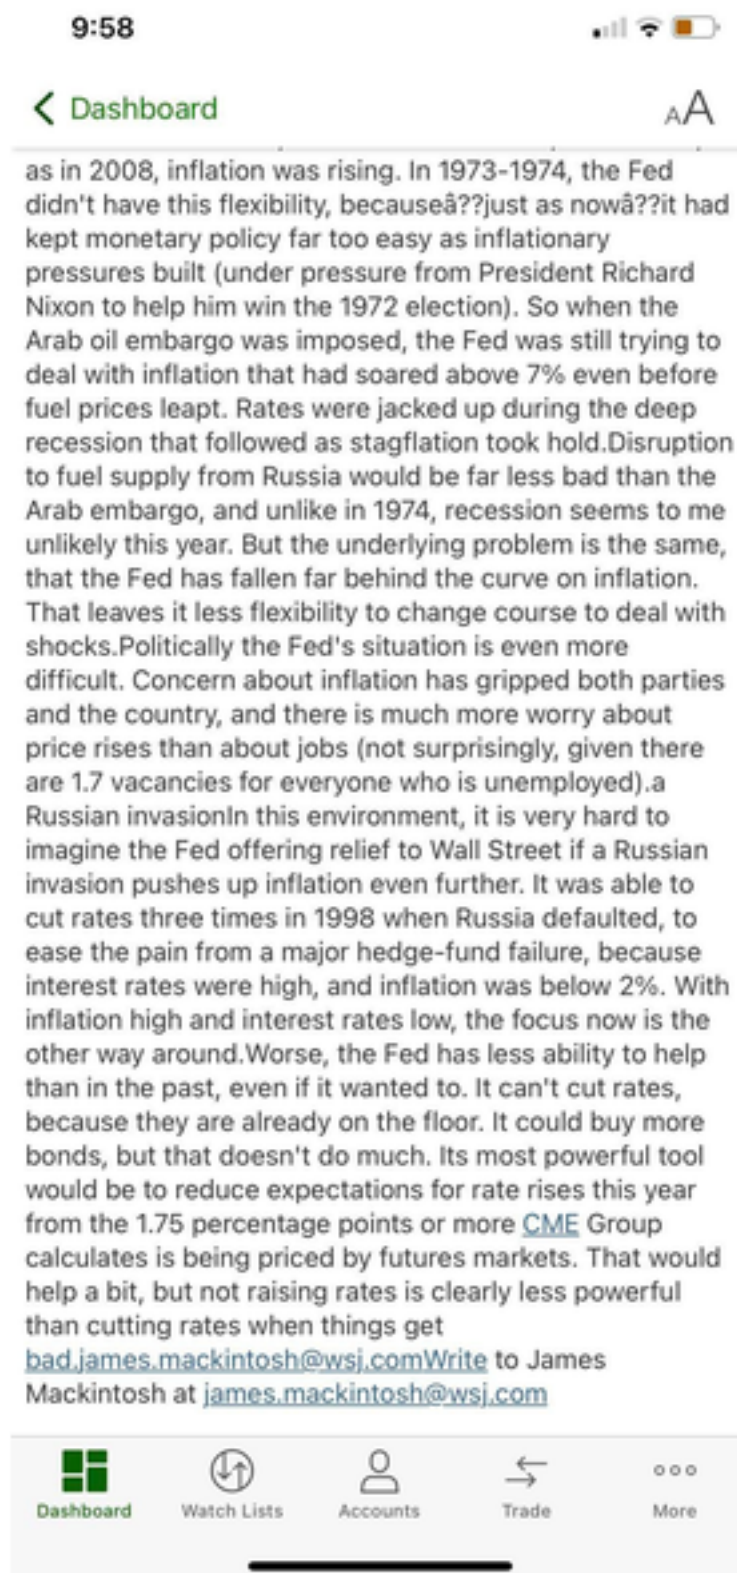 9:58
Dashboard
AA
as in 2008, inflation was rising. In 1973-1974, the Fed
didn't have this flexibility, becauseâ??just as nowâ??it had
kept monetary policy far too easy as inflationary
pressures built (under pressure from President Richard
Nixon to help him win the 1972 election). So when the
Arab oil embargo was imposed, the Fed was still trying to
deal with inflation that had soared above 7% even before
fuel prices leapt. Rates were jacked up during the deep
recession that followed as stagflation took hold.Disruption
to fuel supply from Russia would be far less bad than the
Arab embargo, and unlike in 1974, recession seems to me
unlikely this year. But the underlying problem is the same,
that the Fed has fallen far behind the curve on inflation.
That leaves it less flexibility to change course to deal with
shocks.Politically the Fed's situation is even more
difficult. Concern about inflation has gripped both parties
and the country, and there is much more worry about
price rises than about jobs (not surprisingly, given there
are 1.7 vacancies for everyone who is unemployed).a
Russian invasionIn this environment, it is very hard to
imagine the Fed offering relief to Wall Street if a Russian
invasion pushes up inflation even further. It was able to
cut rates three times in 1998 when Russia defaulted, to
ease the pain from a major hedge-fund failure, because
interest rates were high, and inflation was below 2%. With
inflation high and interest rates low, the focus now is the
other way around.Worse, the Fed has less ability to help
than in the past, even if it wanted to. It can't cut rates,
because they are already on the floor. It could buy more
bonds, but that doesn't do much. Its most powerful tool
would be to reduce expectations for rate rises this year
from the 1.75 percentage points or more CME Group
calculates is being priced by futures markets. That would
help a bit, but not raising rates is clearly less powerful
than cutting rates when things get
bad.james.mackintosh@wsj.comWrite to James
Mackintosh at james.mackintosh@wsj.com
Dashboard Watch Lists Accounts Trade More